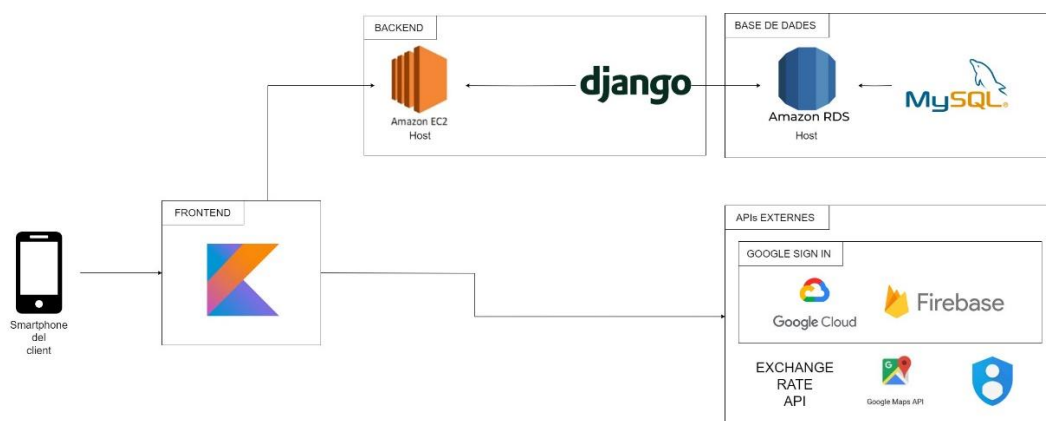 BACKEND
Amazon EC2
Host
django
BASE DE DADES
Amazon RDS
Host
MySQL®
FRONTEND
Smartphone
del
client
APIs EXTERNES
GOOGLE SIGN IN
Google Cloud
Firebase
EXCHANGE
RATE
API
G
Google Maps API